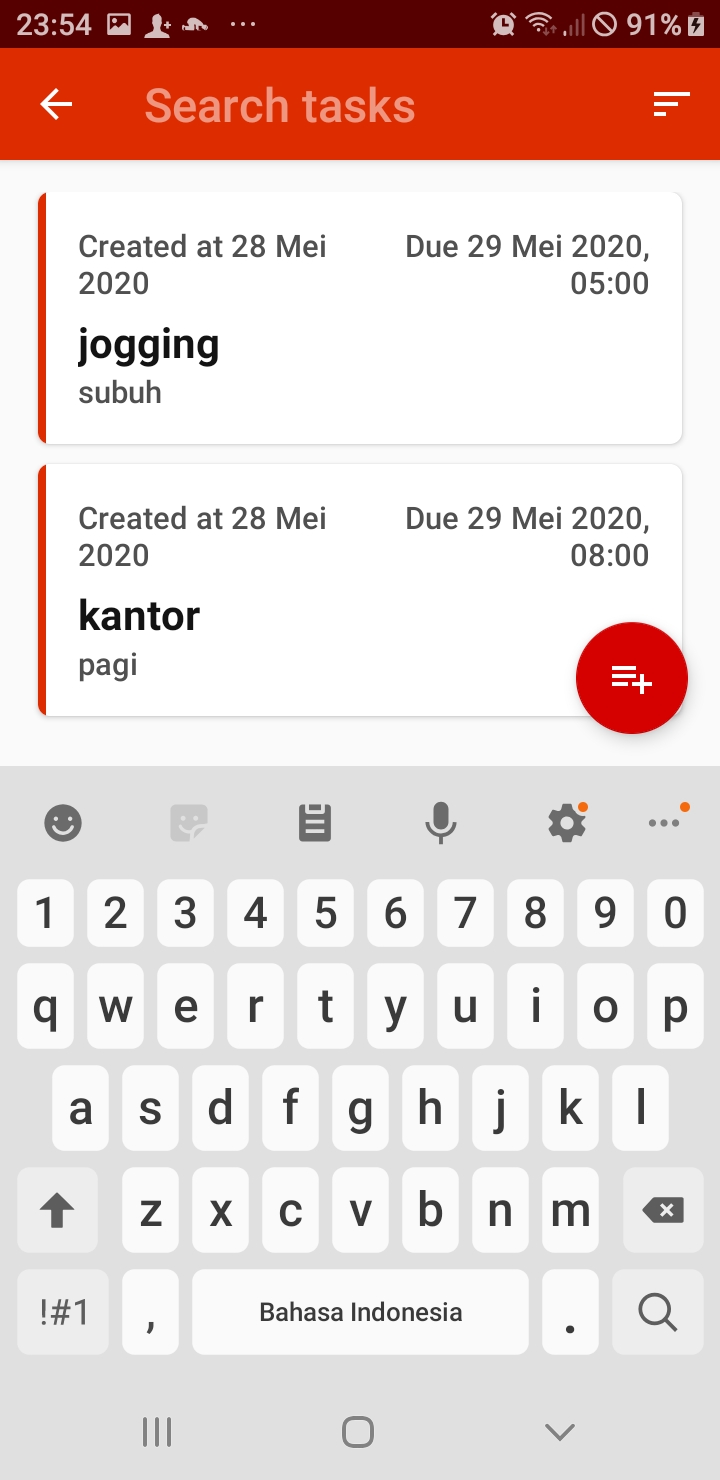 23:54 91%
Search tasks
Created at 28 Mei Due 29 Mei 2020,
2020 05:00
jogging
subuh
Created at 28 Mei Due 29 Mei 2020,
2020 08:00
kantor
pagi
1 2 3 4 5 6 7 8 9 0
q w e r t y u i o p
a s d f g h j k l
z x c v b n m
!#1 , Bahasa Indonesia .